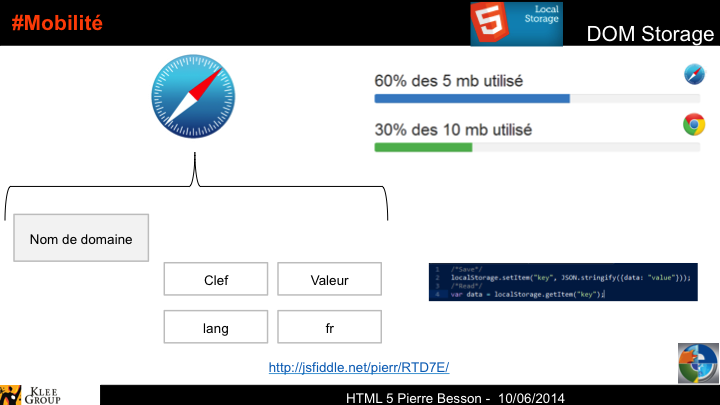 #Mobilité
Local
Storage
DOM Storage
60% des 5 mb utilisé
30% des 10 mb utilisé
Nom de domaine
Clef
Valeur
lang
fr
1 /*Save*/
2 localStorage.setItem("key", JSON.stringify({data: "value"}));
3 /*Read*/
4 var data = localStorage.getItem("key");
http://jsfiddle.net/pierr/RTD7E/
KLEE
GROUP
HTML 5 Pierre Besson - 10/06/2014